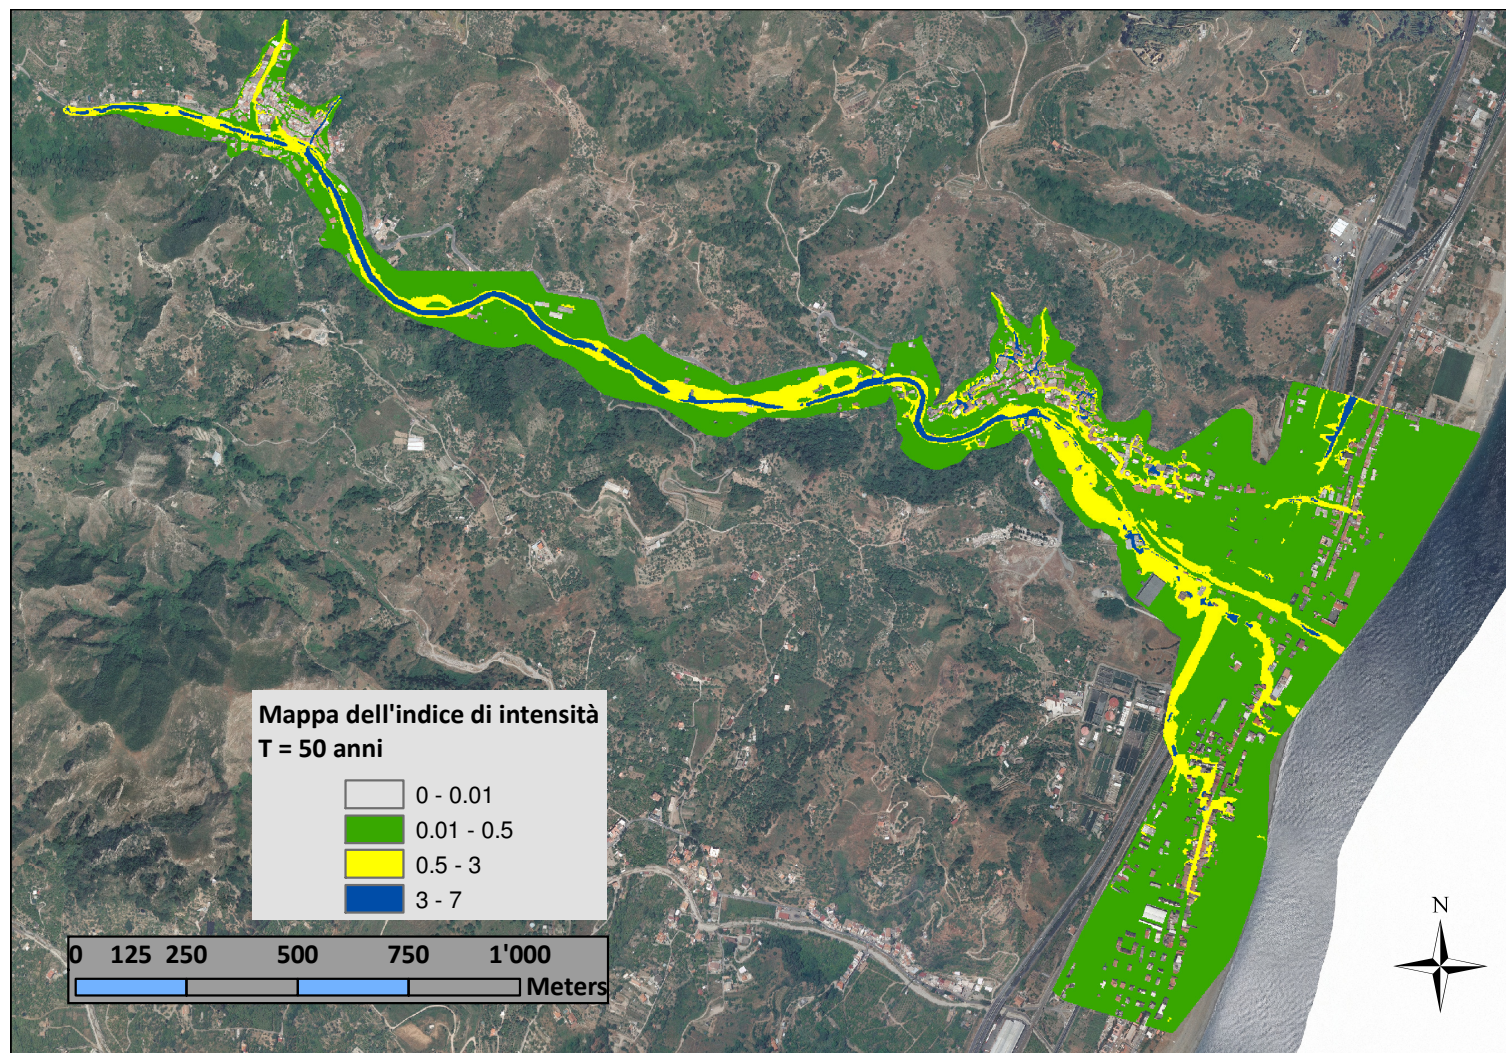 Mappa dell'indice di intensità
T = 50 anni
0 - 0.01
0.01 - 0.5
0.5 - 3
3 - 7
0 125 250 500 750 1'000
Meters
N